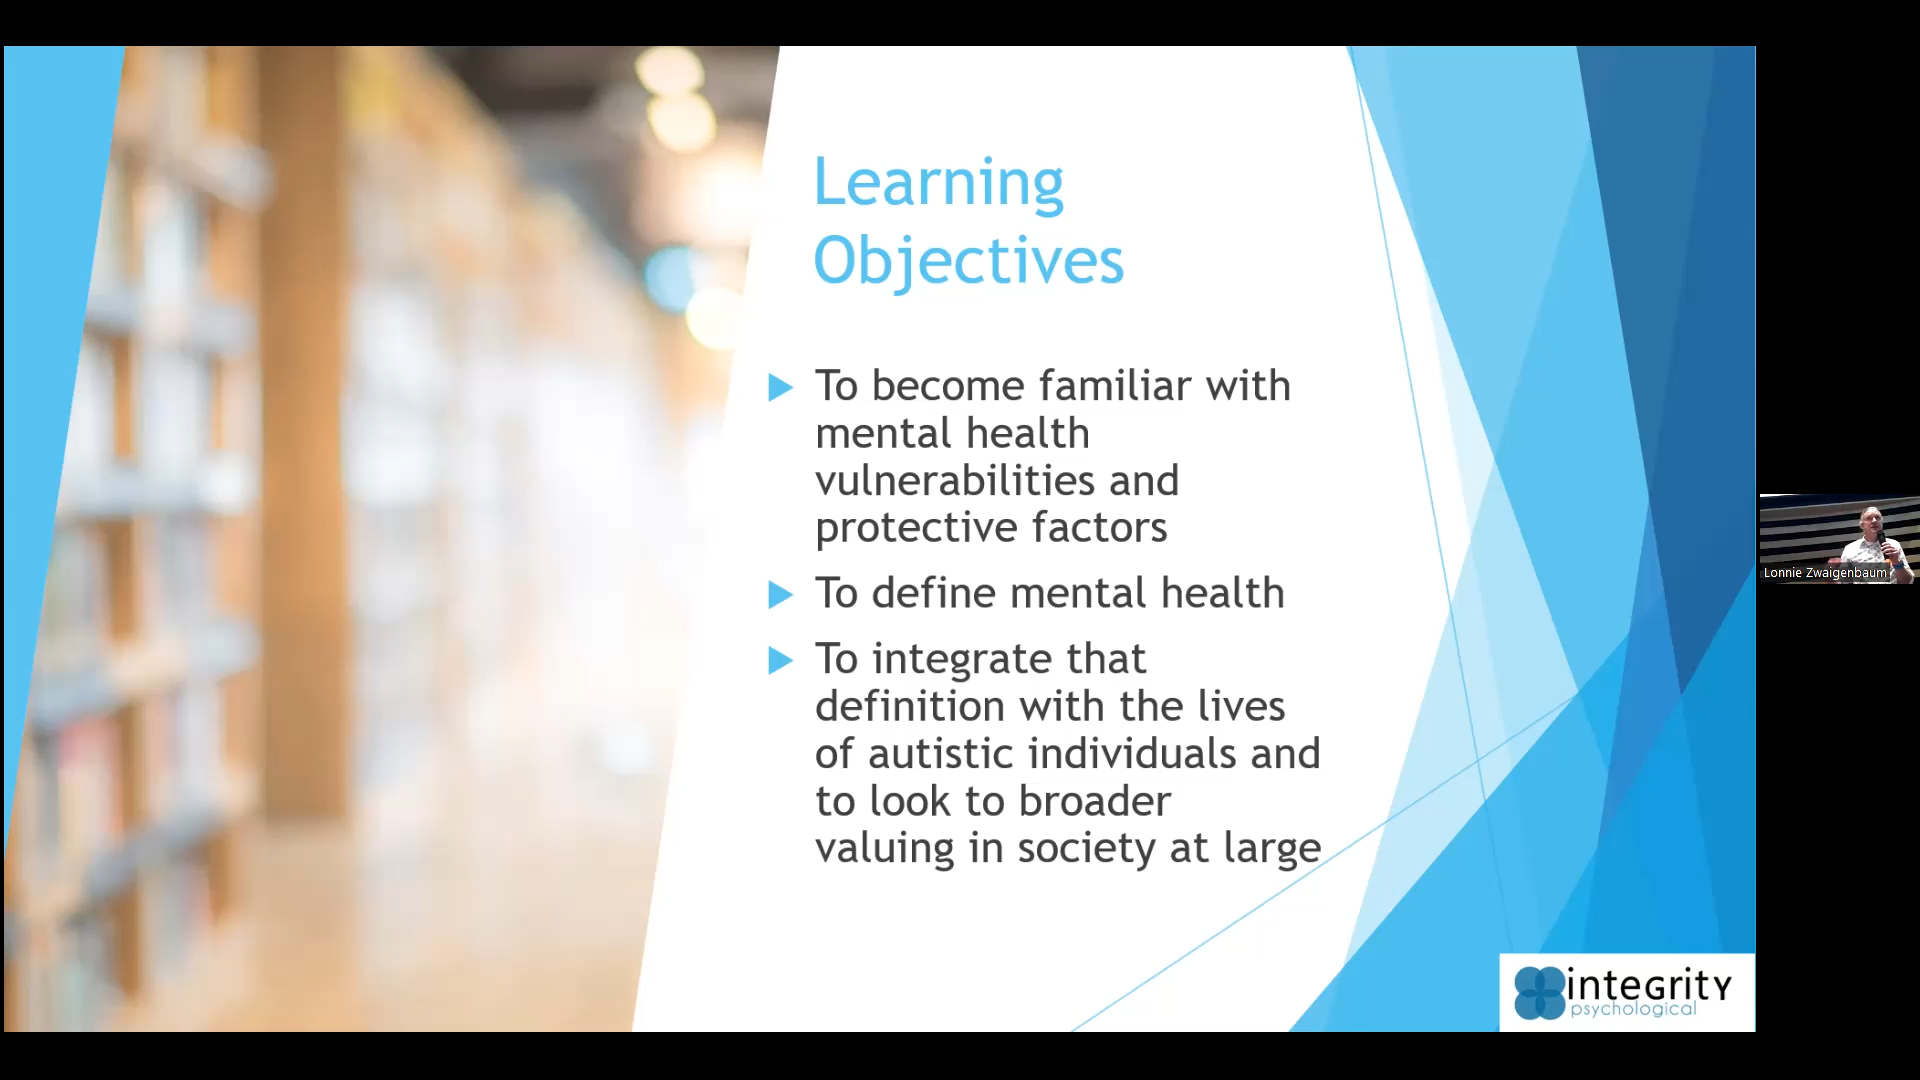 Learning
Objectives
To become familiar with
mental health
vulnerabilities and
protective factors
To define mental health
To integrate that
definition with the lives
of autistic individuals and
to look to broader
valuing in society at large
Lonnie Zwaigenbaum
integrity
psychological